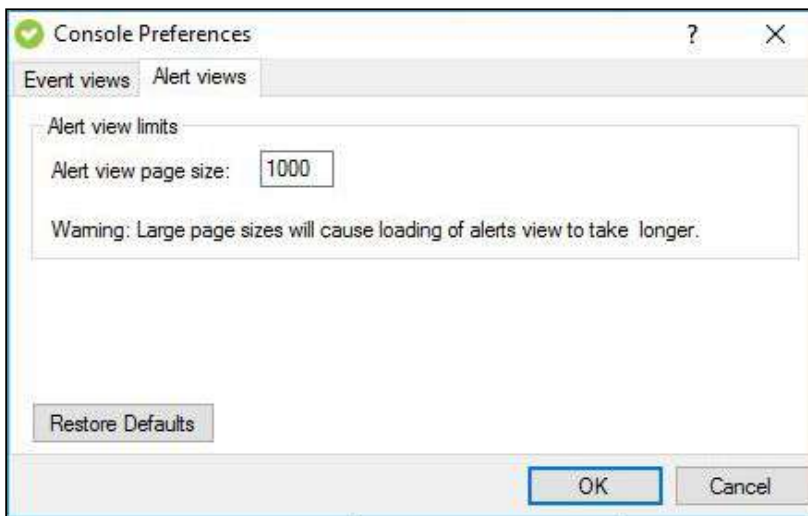 Console Preferences
?
Event views
Alert views
Alert view limits
Alert view page size: 1000
Warning: Large page sizes will cause loading of alerts view to take longer.
Restore Defaults
OK
Cancel